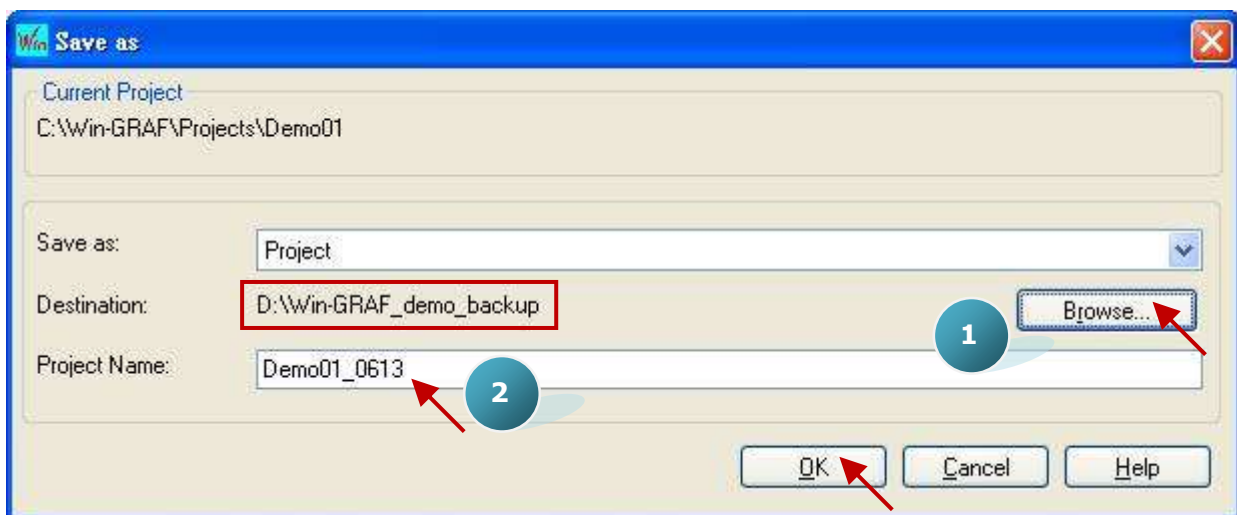 Win Save as
Current Project
C:\Win-GRAF\Projects\Demo01
Save as: Project
Destination: D:\Win-GRAF_demo_backup Browse... 1
Project Name: Demo01_0613 2
OK Cancel Help